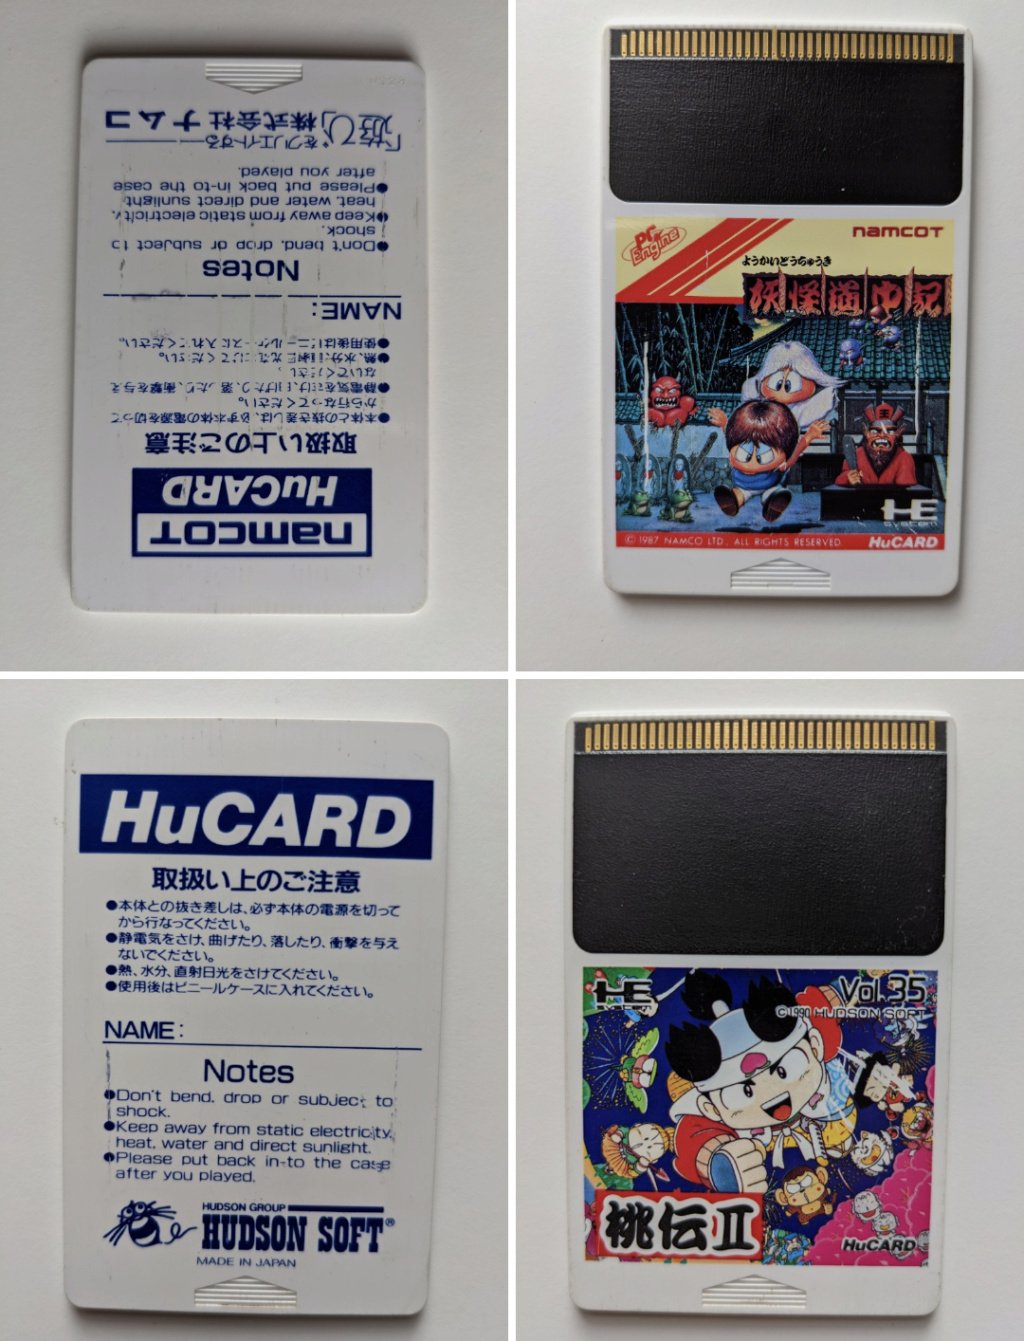 namcoT
HuCARD
取扱い上のご注意
●本体との抜き差しは、必ず本体の電源を切って
から行なってください。
●静電気をさけ、曲げたり、落したり、衝撃を与え
ないでください。
●熱、水分、
さけてください。
●使用後はビニールケースに入れてください。
NAME:
Notes
●Don't bend, drop or subject to
shock.
●Keep away from static electricity,
heat, water and direct sunlight.
●Please put back in-to the case
after you played.
「遊び」をクリエイトする
株式会社ナムコ
PC Engine
namcoT
ようかいどうちゅうき
妖怪道中記
王
HE
system
© 1987 NAMCO LTD. ALL RIGHTS RESERVED
HuCARD
HuCARD
取扱い上のご注意
●本体との抜き差しは、必ず本体の電源を切って
から行なってください。
●静電気をさけ、曲げたり、落したり、衝撃を与え
ないでください。
●熱、水分、直射日光をさけてください。
●使用後はビニールケースに入れてください。
NAME:
Notes
●Don't bend, drop or subject to
shock.
●Keep away from static electricity,
heat, water and direct sunlight.
●Please put back in-to the case
after you played.
HUDSON GROUP
HUDSON SOFT®
MADE IN JAPAN
HE
Vol.35
©1990 HUDSON SOFT
桃伝II
HuCARD